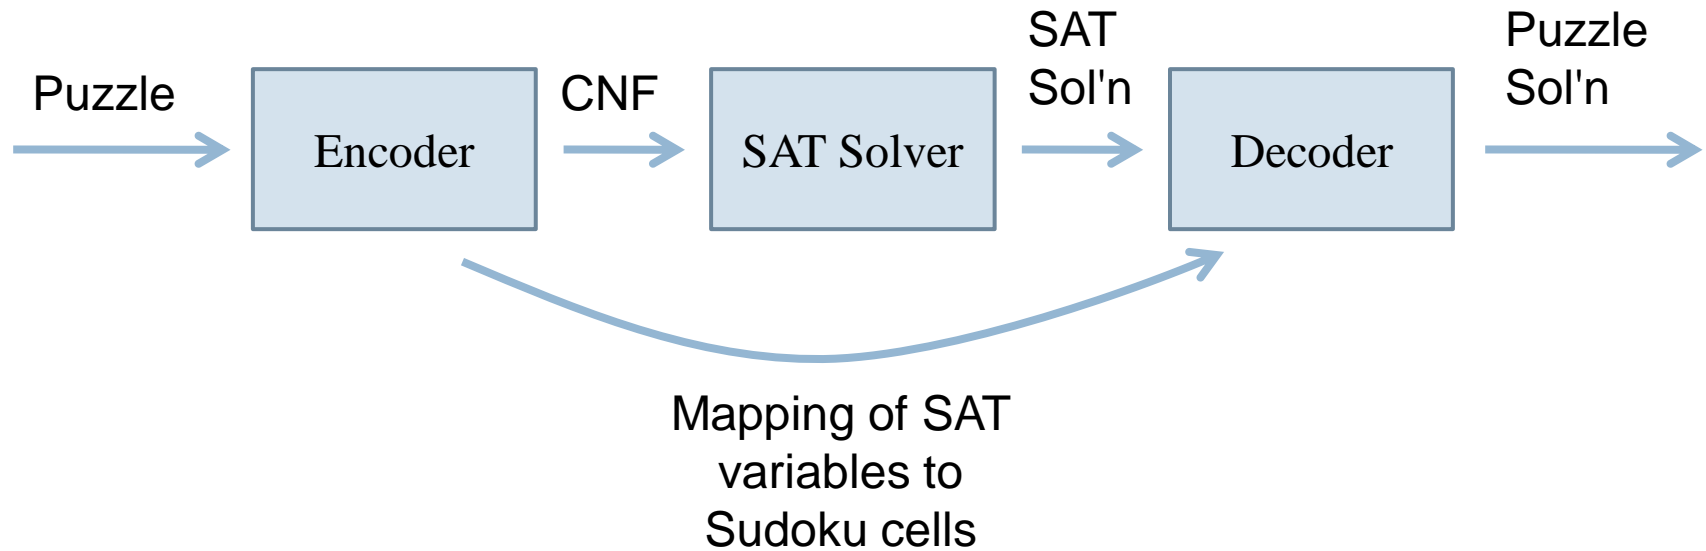 Puzzle
Encoder
CNF
SAT Solver
SAT
Sol'n
Decoder
Puzzle
Sol'n
Mapping of SAT
variables to
Sudoku cells